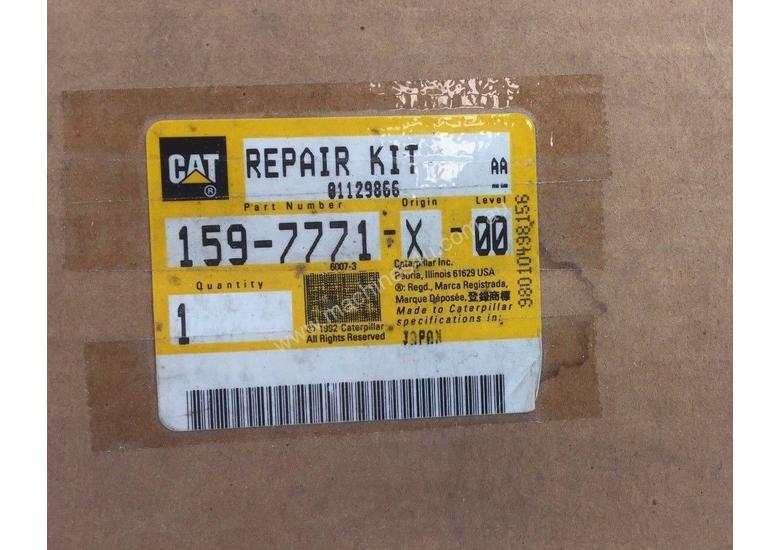 CAT®
REPAIR KIT AA
01129866
Part Number Origin Level
159-7771-X-00
6007-3
Caterpillar Inc.
Peoria, Illinois 61629 USA
®: Regd., Marca Registrada,
Marque Déposée, 登録商標
Made to Caterpillar
specifications in:
JAPAN
Quantity
1
© 1992 Caterpillar
All Rights Reserved
98010498156